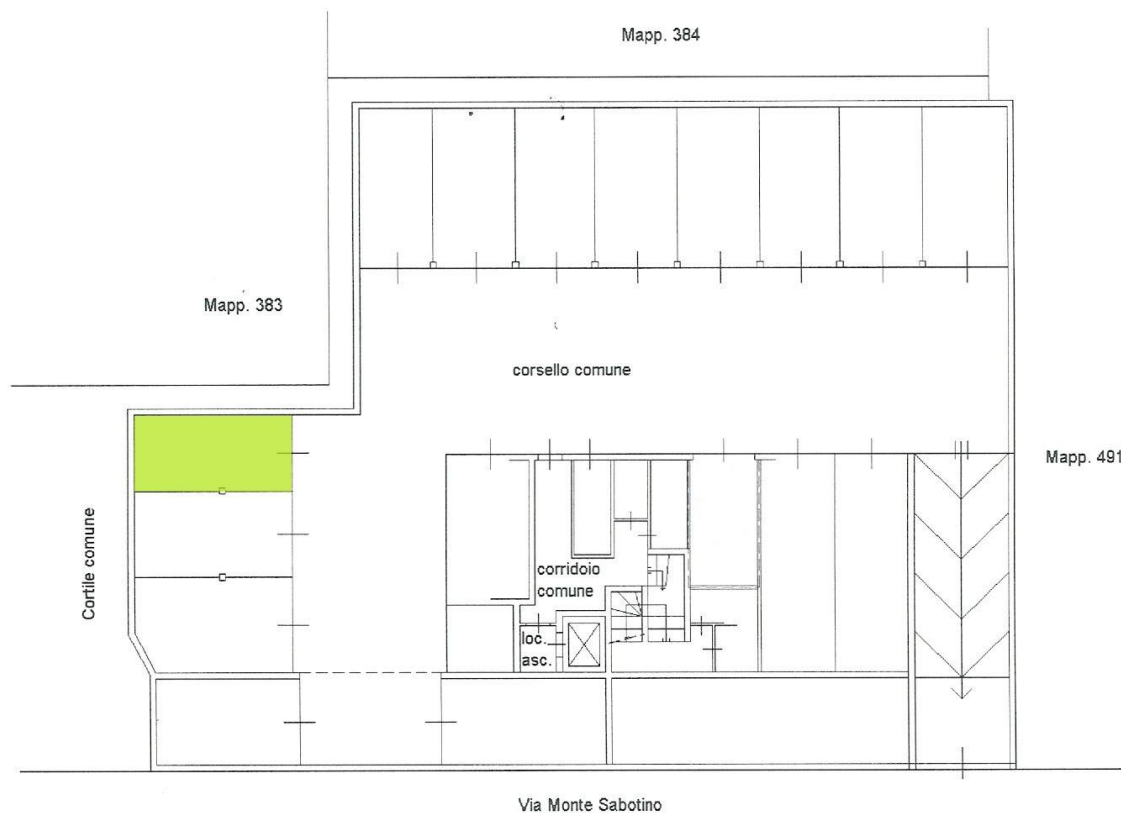 Mapp. 384
Mapp. 383
corsello comune
Mapp. 491
Cortile comune
corridoio
comune
loc.
asc.
Via Monte Sabotino